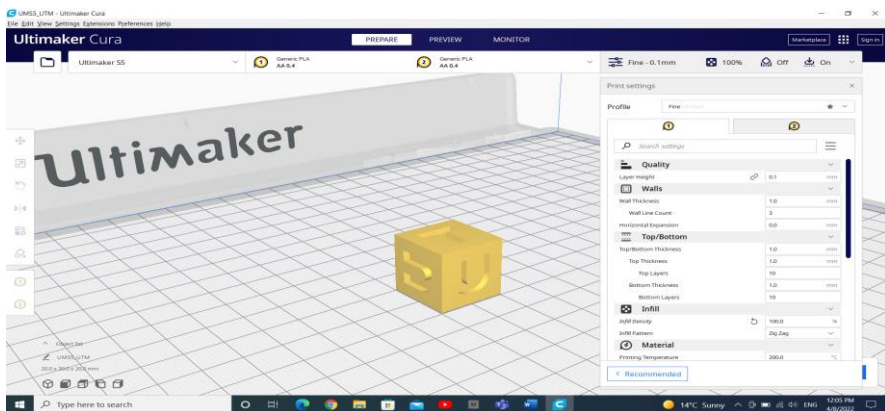 UMS5_UTM - Ultimaker Cura
File Edit View Settings Extensions Preferences Help
Ultimaker Cura
PREPARE PREVIEW MONITOR
Marketplace Sign in
Ultimaker S5
1 Generic PLA
AA 0.4
2 Generic PLA
AA 0.4
Fine - 0.1mm 100% Off On
Print settings
Profile Fine
1 2
Search settings
Quality
Layer Height 0.1 mm
Walls
Wall Thickness 1.0 mm
Wall Line Count
Horizontal Expansion 0.0 mm
Top/Bottom
Top/Bottom Thickness 1.0 mm
Top Thickness 1.0 mm
Top Layers 10
Bottom Thickness 1.0 mm
Bottom Layers 10
Infill
Infill Density 100.0 %
Infill Pattern Zig Zag
Material
Printing Temperature 200.0 °C
Recommended
Ultimaker
5 U
Object list
UMS5_UTM
20.0 x 20.0 x 20.0 mm
Type here to search
14°C Sunny ENG
12:05 PM
4/8/2022